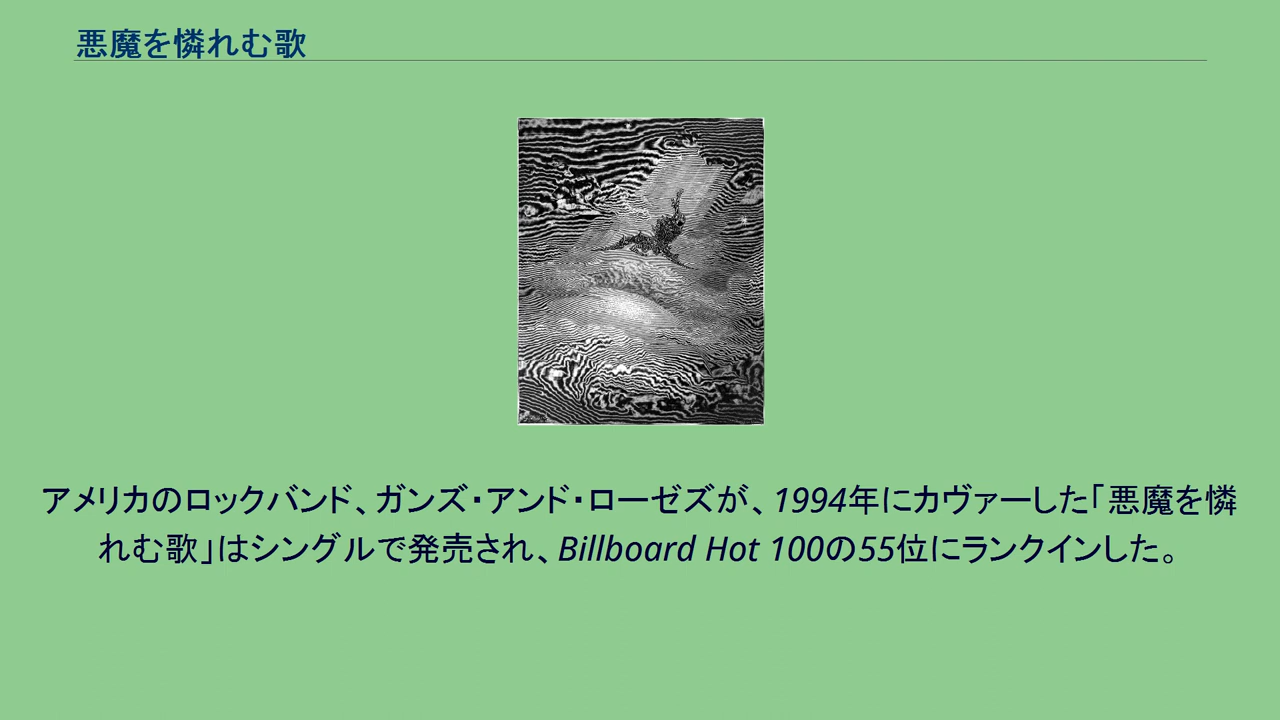 悪魔を憐れむ歌
アメリカのロックバンド、ガンズ・アンド・ローゼズが、1994年にカヴァーした「悪魔を憐
れむ歌」はシングルで発売され、Billboard Hot 100の55位にランクインした。